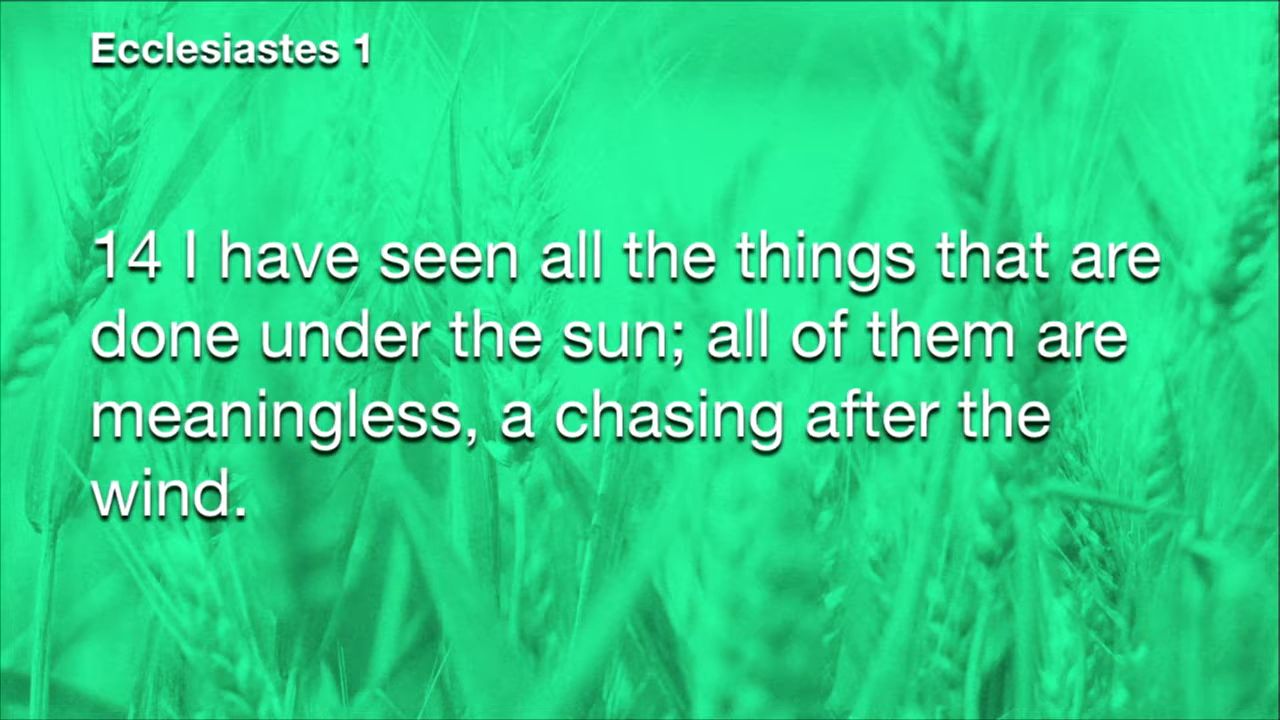 Ecclesiastes 1
14 I have seen all the things that are
done under the sun; all of them are
meaningless, a chasing after the
wind.